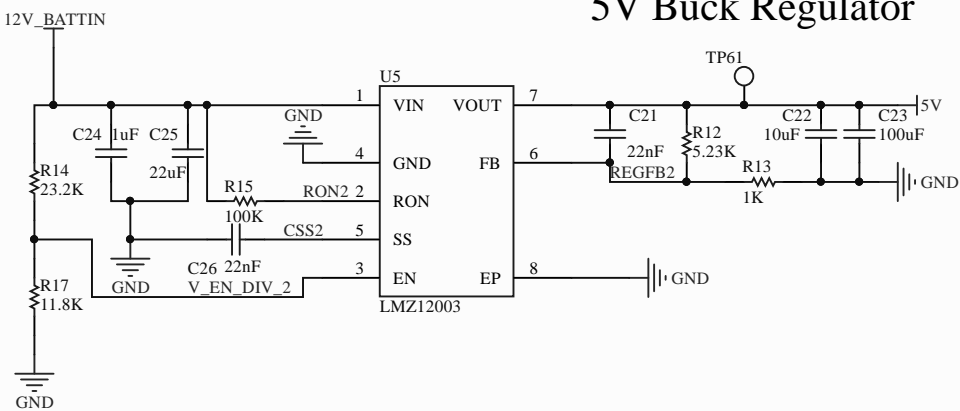 5V Buck Regulator
12V_BATTIN
TP61
U5
1 VIN VOUT 7
5V
C24 1uF C25 22uF
GND
C21 22nF
R12 5.23K
C22 10uF
C23 100uF
4 GND FB 6
REGFB2
R14 23.2K
R13 1K
GND
R15 100K
RON2 2 RON
CSS2 5 SS
C26 22nF
GND
V_EN_DIV_2 3 EN EP 8
GND
R17 11.8K
LMZ12003
GND